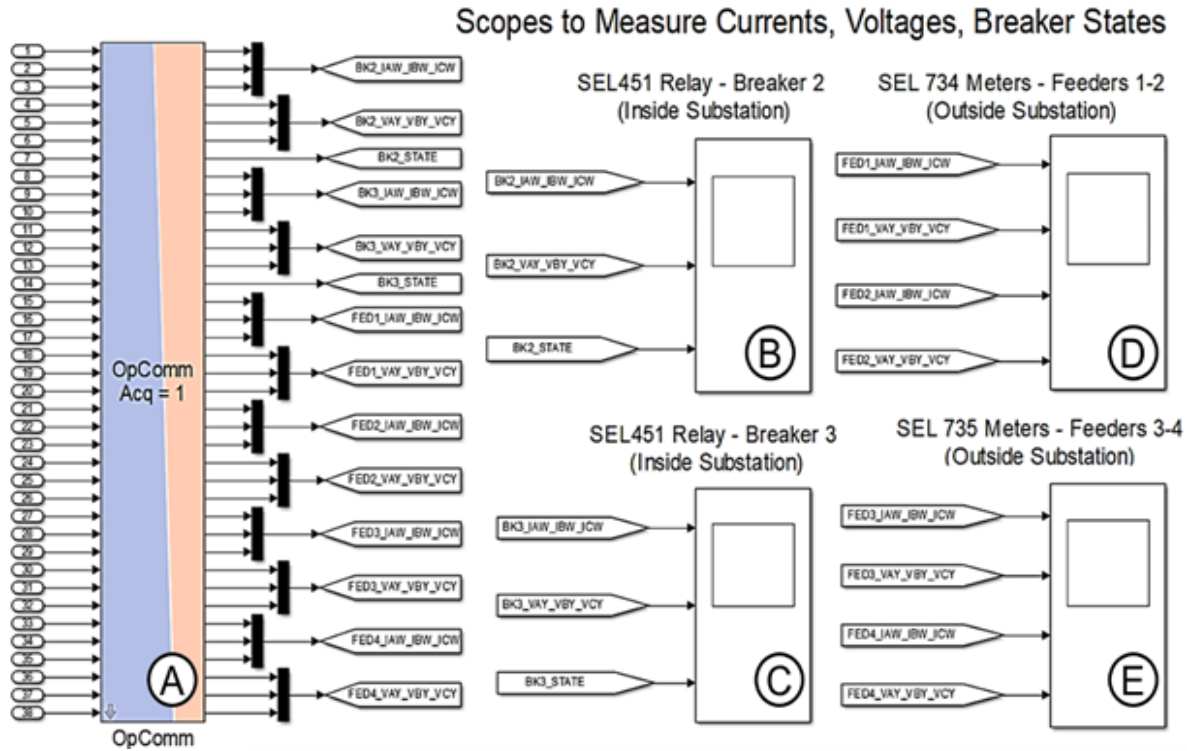 Scopes to Measure Currents, Voltages, Breaker States
1
2
3
4
5
6
7
8
9
10
11
12
13
14
15
16
17
18
19
20
21
22
23
24
25
26
27
28
29
30
31
32
33
34
35
36
37
38
OpComm
Acq = 1
A
OpComm
BK2_IAW_IBW_ICW
BK2_VAY_VBY_VCY
BK2_STATE
BK3_IAW_IBW_ICW
BK3_VAY_VBY_VCY
BK3_STATE
FED1_IAW_IBW_ICW
FED1_VAY_VBY_VCY
FED2_IAW_IBW_ICW
FED2_VAY_VBY_VCY
FED3_IAW_IBW_ICW
FED3_VAY_VBY_VCY
FED4_IAW_IBW_ICW
FED4_VAY_VBY_VCY
SEL451 Relay - Breaker 2
(Inside Substation)
BK2_IAW_IBW_ICW
BK2_VAY_VBY_VCY
BK2_STATE
B
SEL 734 Meters - Feeders 1-2
(Outside Substation)
FED1_IAW_IBW_ICW
FED1_VAY_VBY_VCY
FED2_IAW_IBW_ICW
FED2_VAY_VBY_VCY
D
SEL451 Relay - Breaker 3
(Inside Substation)
BK3_IAW_IBW_ICW
BK3_VAY_VBY_VCY
BK3_STATE
C
SEL 735 Meters - Feeders 3-4
(Outside Substation)
FED3_IAW_IBW_ICW
FED3_VAY_VBY_VCY
FED4_IAW_IBW_ICW
FED4_VAY_VBY_VCY
E